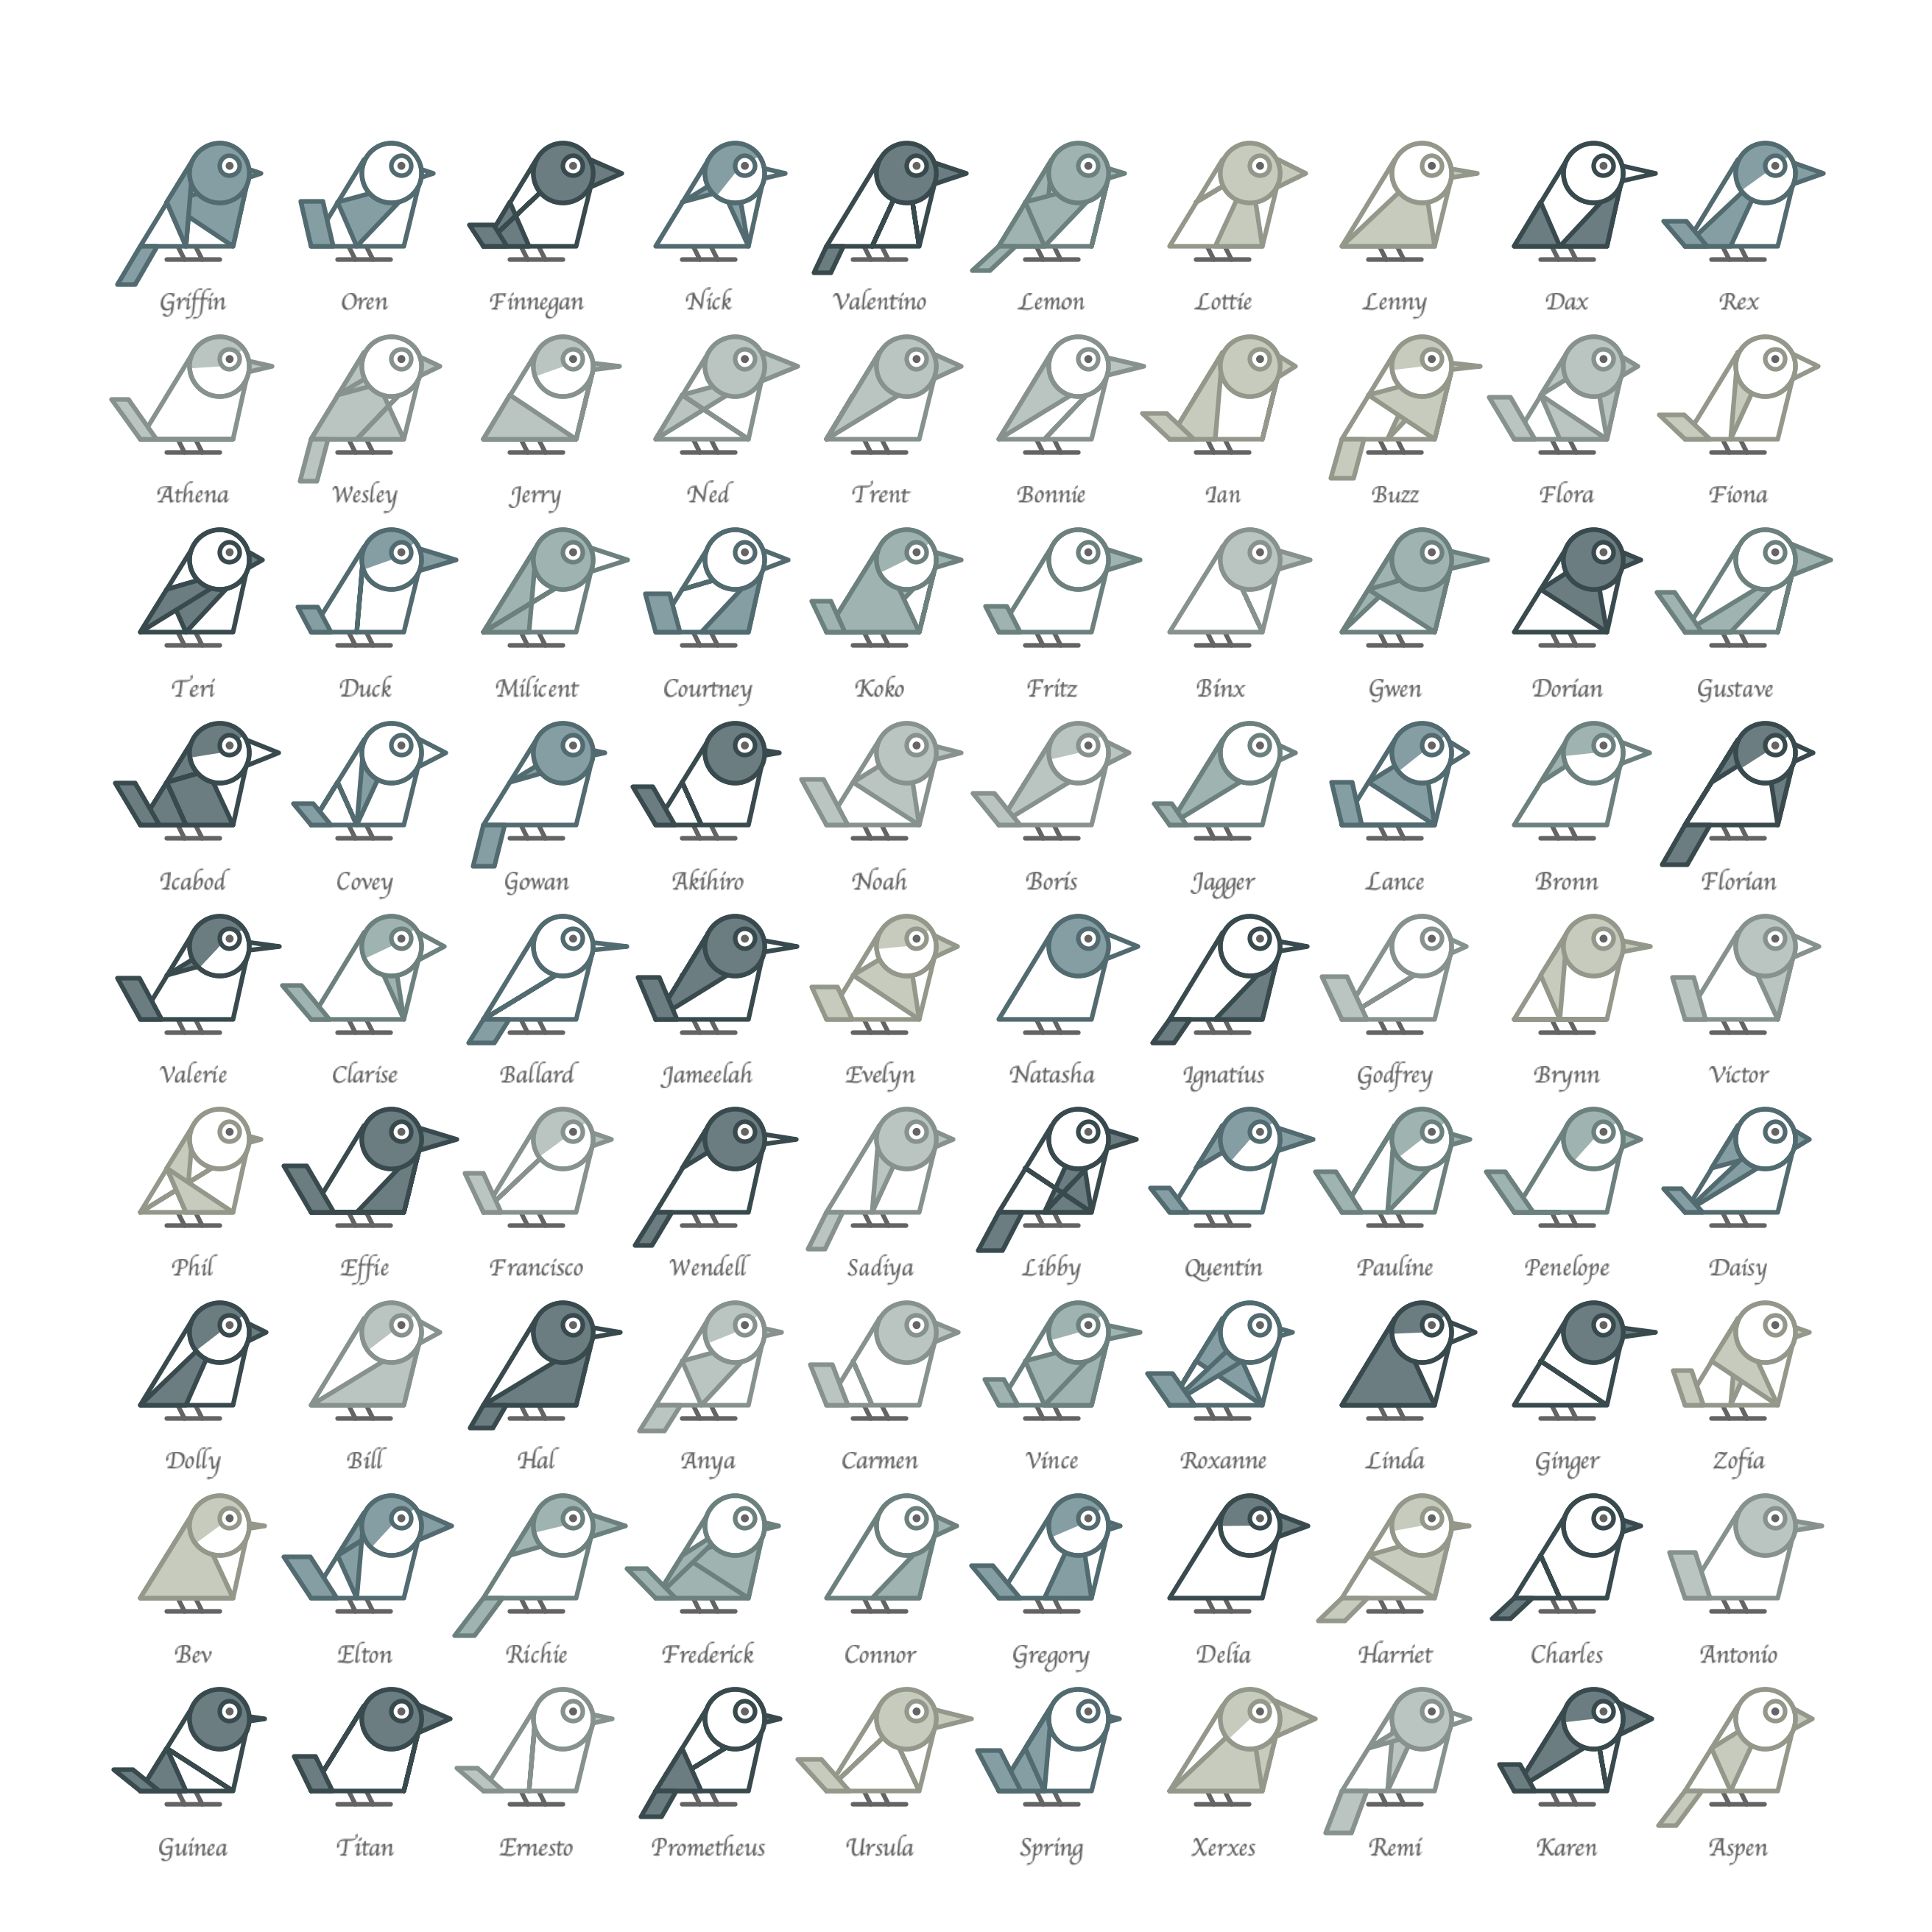 Griffin Oren Finnegan Nick Valentino Lemon Lottie Lenny Dax Rex
Athena Wesley Jerry Ned Trent Bonnie Ian Buzz Flora Fiona
Teri Duck Milicent Courtney Koko Fritz Binx Gwen Dorian Gustave
Icabod Covey Gowan Akihiro Noah Boris Jagger Lance Bronn Florian
Valerie Clarise Ballard Jameelah Evelyn Natasha Ignatius Godfrey Brynn Victor
Phil Effie Francisco Wendell Sadiya Libby Quentin Pauline Penelope Daisy
Dolly Bill Hal Anya Carmen Vince Roxanne Linda Ginger Zofia
Bev Elton Richie Frederick Connor Gregory Delia Harriet Charles Antonio
Guinea Titan Ernesto Prometheus Ursula Spring Xerxes Remi Karen Aspen